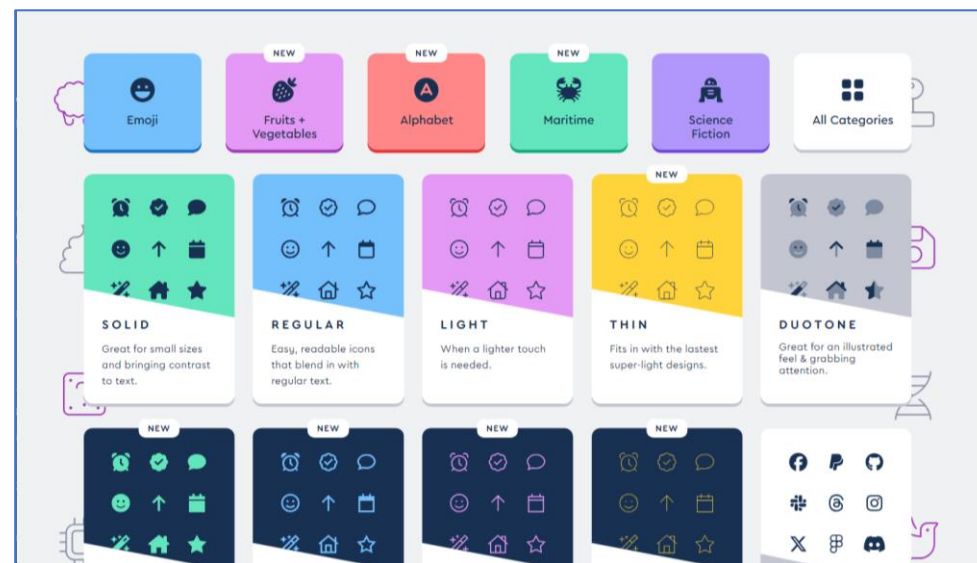 NEW
NEW
NEW
Emoji
Fruits +
Vegetables
Alphabet
Maritime
Science
Fiction
All Categories
NEW
SOLID
Great for small sizes
and bringing contrast
to text.
REGULAR
Easy, readable icons
that blend in with
regular text.
LIGHT
When a lighter touch
is needed.
THIN
Fits in with the lastest
super-light designs.
DUOTONE
Great for an illustrated
feel & grabbing
attention.
NEW
NEW
NEW
NEW